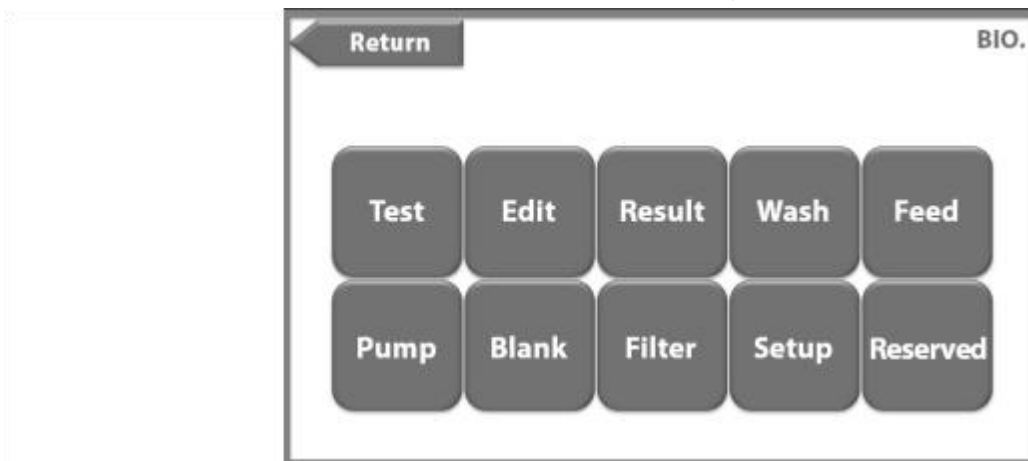 Return BIO.
Test Edit Result Wash Feed
Pump Blank Filter Setup Reserved